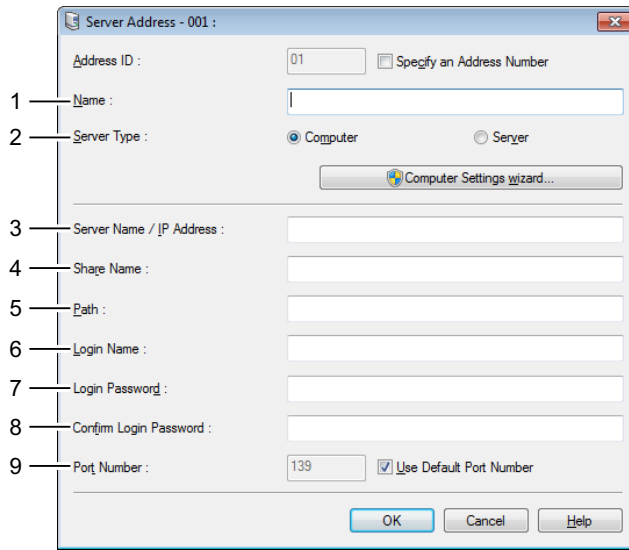 Server Address - 001 :
Address ID : 01 Specify an Address Number
1 Name :
2 Server Type : Computer Server
Computer Settings wizard...
3 Server Name / IP Address :
4 Share Name :
5 Path :
6 Login Name :
7 Login Password :
8 Confirm Login Password :
9 Port Number : 139 Use Default Port Number
OK Cancel Help